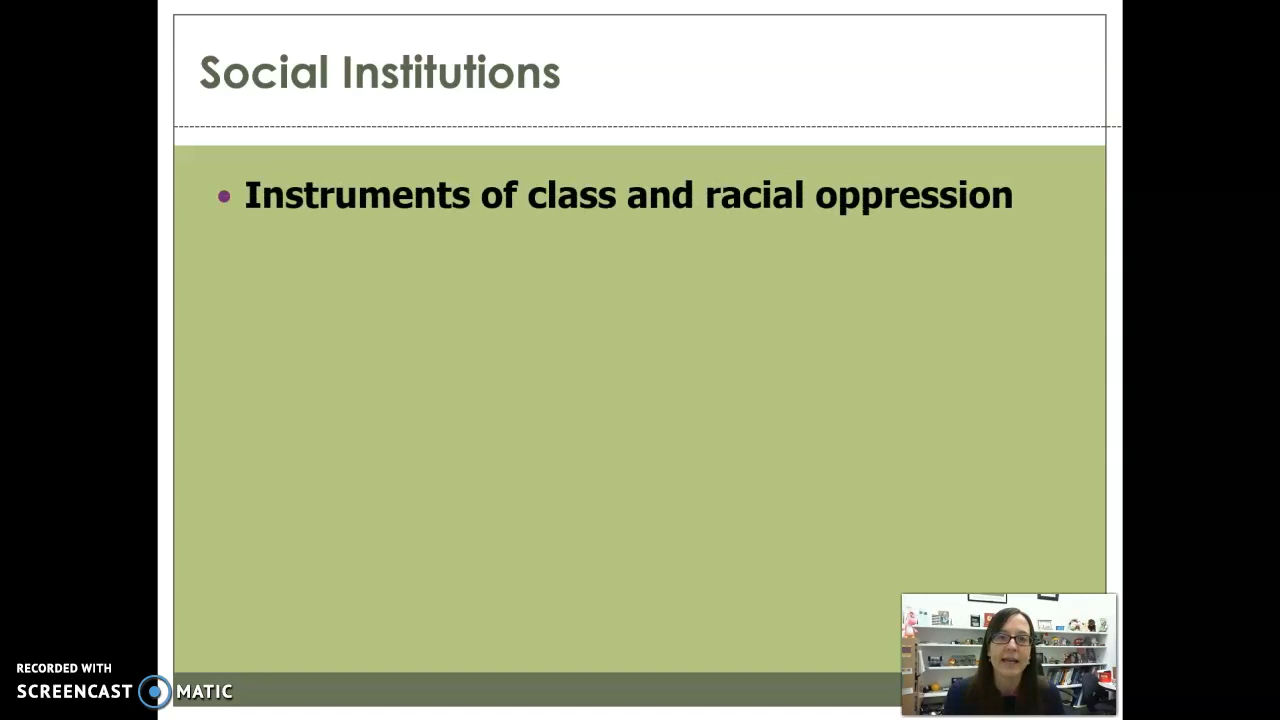 Social Institutions
• Instruments of class and racial oppression
RECORDED WITH
SCREENCAST MATIC